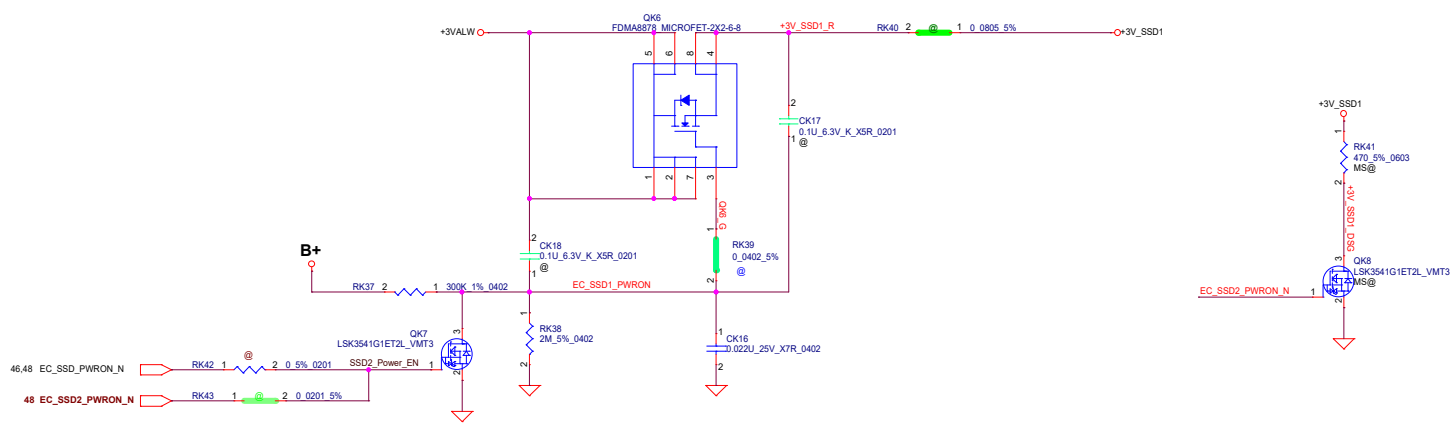 QK6
FDMA8878_MICROFET-2X2-6-8
+3VALW
+3V_SSD1_R
RK40 2 @ 1 0_0805_5%
+3V_SSD1
5 6 8 4
2
CK17
0.1U_6.3V_K_X5R_0201
1
@
+3V_SSD1
1
RK41
470_5%_0603
MS@
2
+3V_SSD1_DSG
1 2 7 3
QK6_G
1
RK39
0_0402_5%
@
2
2
CK18
0.1U_6.3V_K_X5R_0201
1
@
B+
RK37 2 1 300K_1%_0402
EC_SSD1_PWRON
3
QK8
LSK3541G1ET2L_VMT3
MS@
EC_SSD2_PWRON_N 1
2
QK7
LSK3541G1ET2L_VMT3
3
1
RK38
2M_5%_0402
2
1
CK16
0.022U_25V_X7R_0402
2
@
46,48 EC_SSD_PWRON_N
RK42 1 2 0_5%_0201
SSD2_Power_EN 1
2
48 EC_SSD2_PWRON_N
RK43 1 @ 2 0_0201_5%